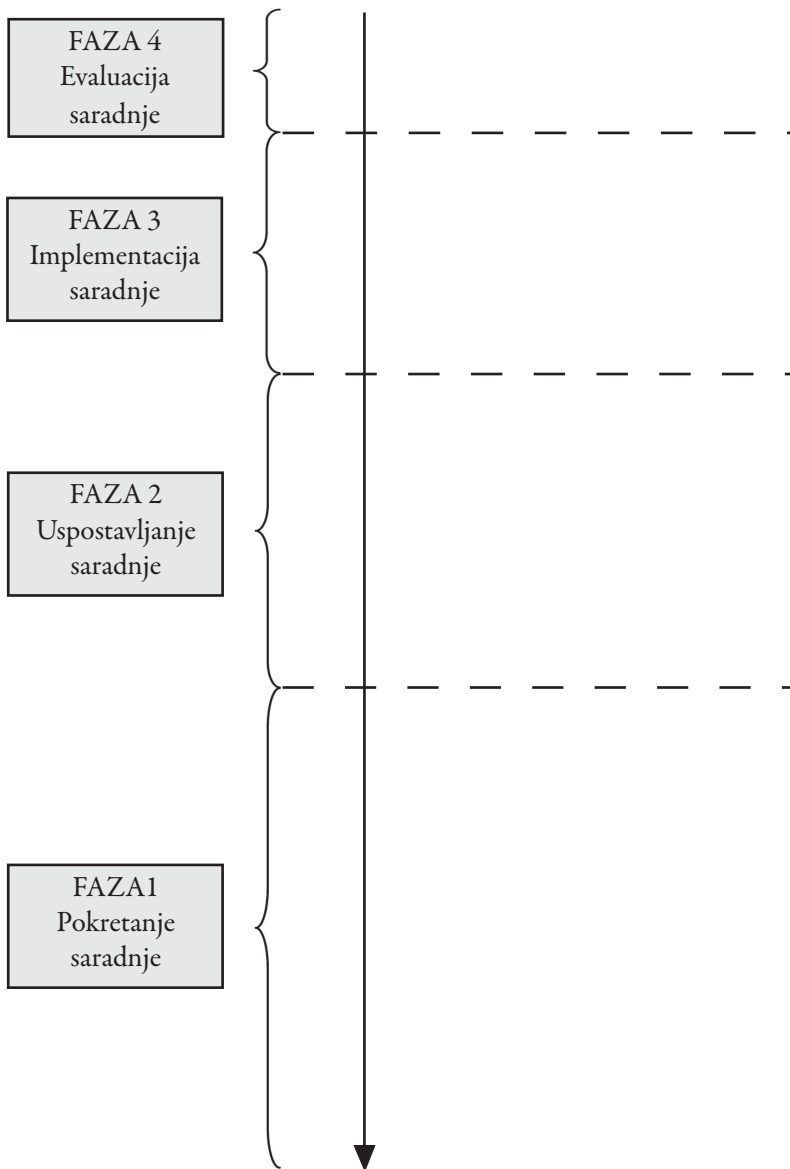 FAZA 4
Evaluacija
saradnje
FAZA 3
Implementacija
saradnje
FAZA 2
Uspostavljanje
saradnje
FAZA1
Pokretanje
saradnje